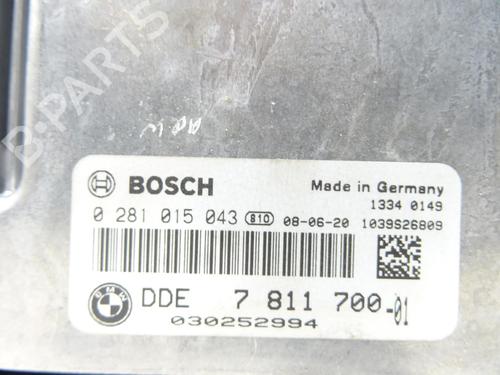 B-PARTS
BOSCH
Made in Germany
1334 0149
0 281 015 043 810 08-06-20 1039S26809
BMW
DDE 7 811 700-01
030252994